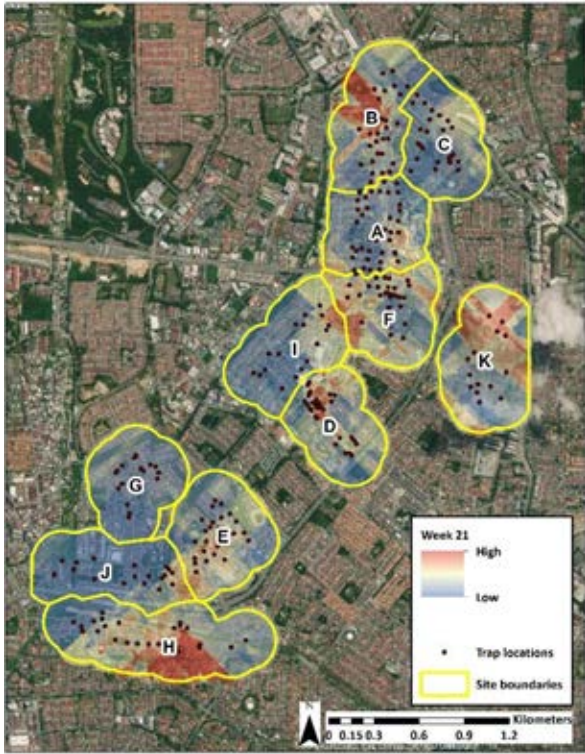 B
C
A
F
I
K
D
G
E
J
H
Week 21
High
Low
Trap locations
Site boundaries
N
Kilometers
0 0.15 0.3 0.6 0.9 1.2